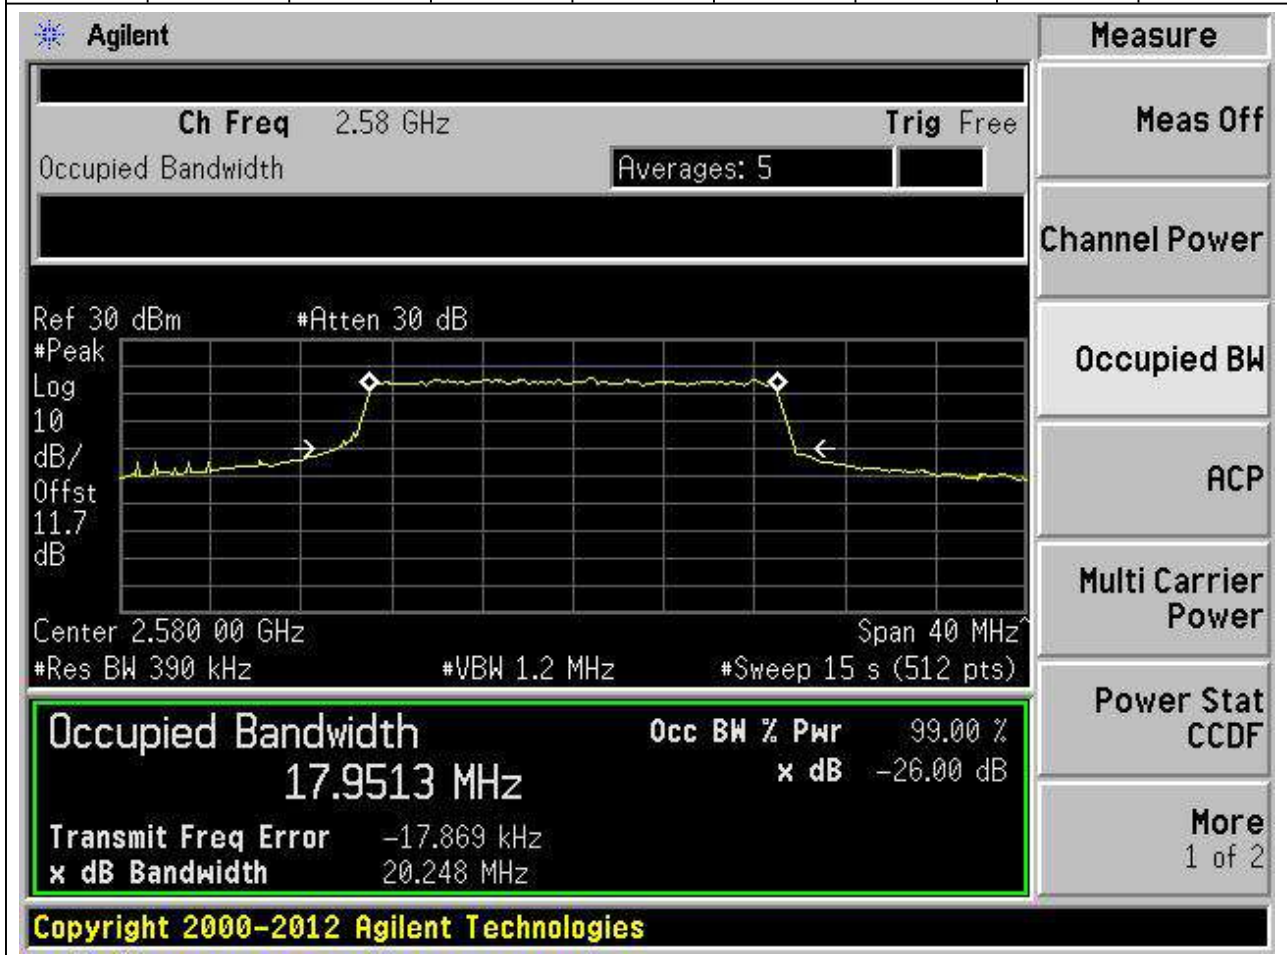 Agilent
Measure
Ch Freq 2.58 GHz Trig Free
Occupied Bandwidth Averages: 5
Meas Off
Channel Power
Occupied BW
ACP
Multi Carrier
Power
Power Stat
CCDF
More
1 of 2
Ref 30 dBm #Atten 30 dB
#Peak
Log
10
dB/
Offst
11.7
dB
Center 2.580 00 GHz Span 40 MHz^
#Res BW 390 kHz #VBW 1.2 MHz #Sweep 15 s (512 pts)
Occupied Bandwidth Occ BW % Pwr 99.00 %
17.9513 MHz x dB -26.00 dB
Transmit Freq Error -17.869 kHz
x dB Bandwidth 20.248 MHz
Copyright 2000-2012 Agilent Technologies